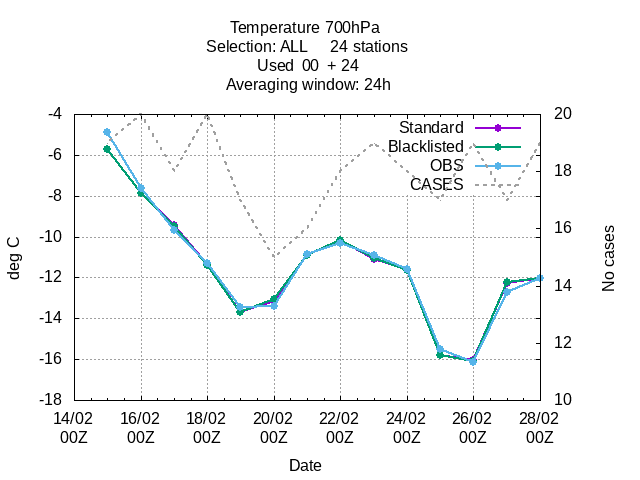 Temperature 700hPa
Selection: ALL     24 stations
Used  00  + 24
Averaging window: 24h
Standard
Blacklisted
OBS
CASES
-4
-6
-8
-10
-12
-14
-16
-18
20
18
16
14
12
10
deg C
No cases
14/02 16/02 18/02 20/02 22/02 24/02 26/02 28/02
00Z 00Z 00Z 00Z 00Z 00Z 00Z 00Z
Date